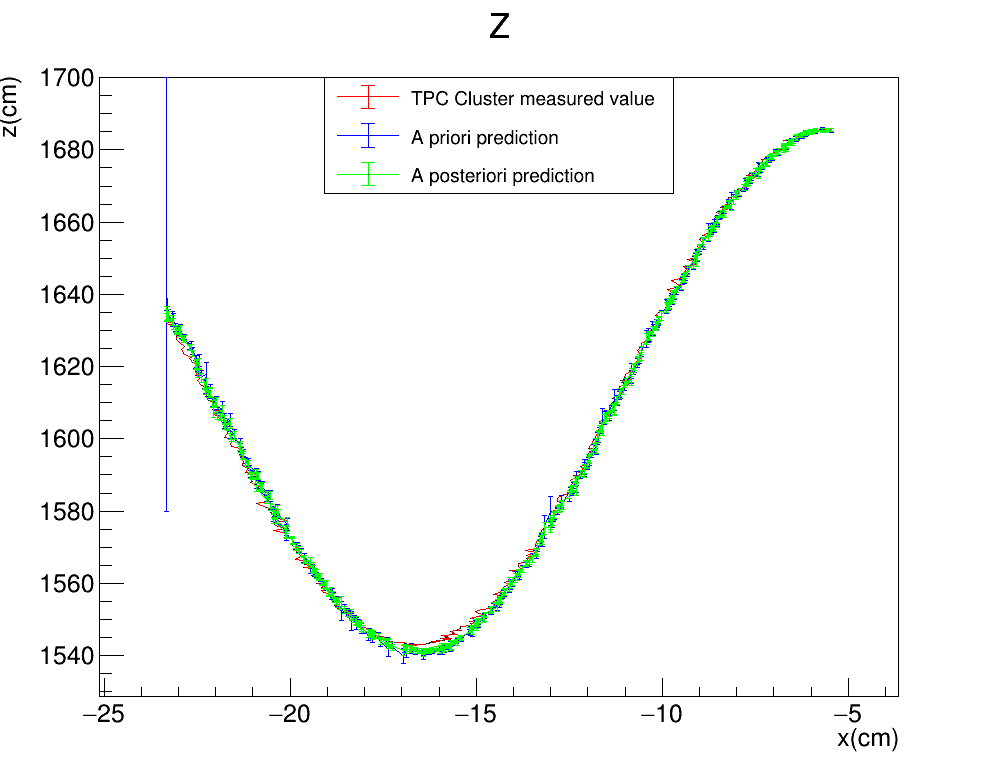 Z
z(cm)
1700
1680
1660
1640
1620
1600
1580
1560
1540
TPC Cluster measured value
A priori prediction
A posteriori prediction
−25 −20 −15 −10 −5
x(cm)